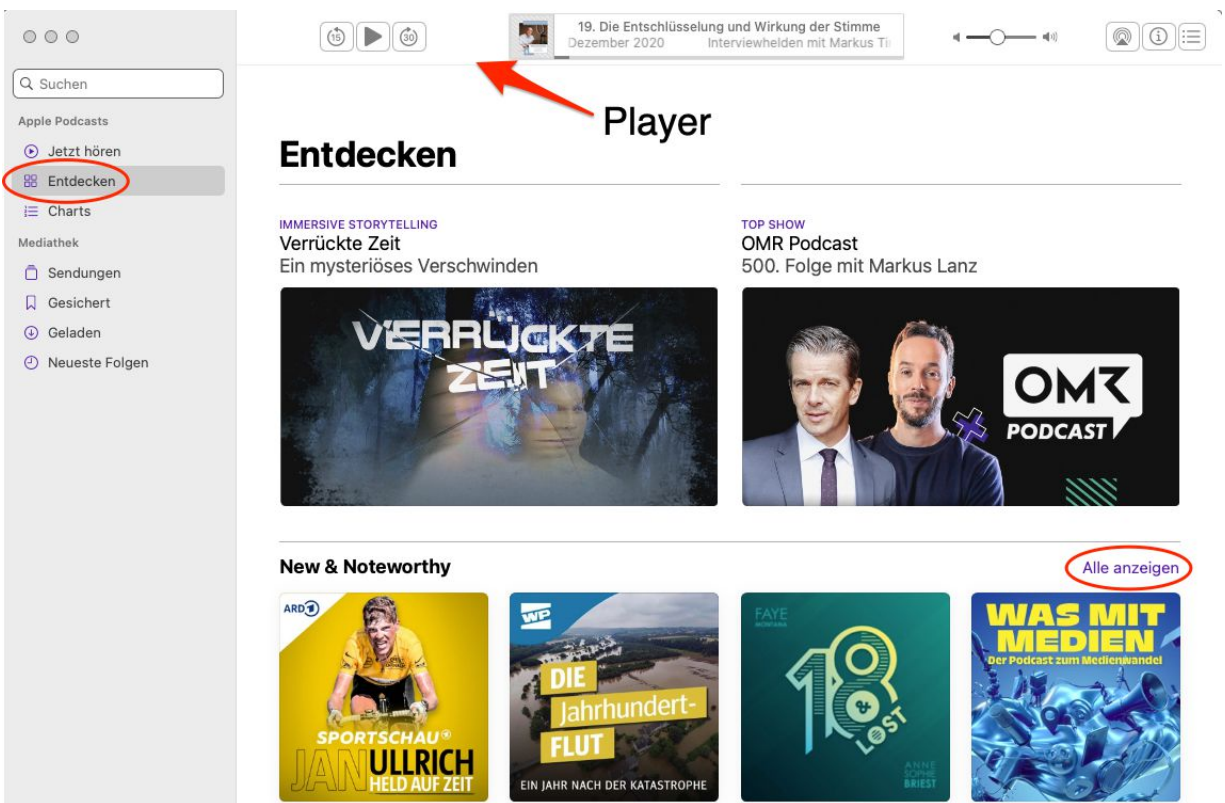 15
30
19. Die Entschlüsselung und Wirkung der Stimme
Dezember 2020 Interviewhelden mit Markus
Suchen
Apple Podcasts
Jetzt hören
Entdecken
Charts
Mediathek
Sendungen
Gesichert
Geladen
Neueste Folgen
Player
Entdecken
IMMERSIVE STORYTELLING
Verrückte Zeit
Ein mysteriöses Verschwinden
VERRÜCKTE
ZEIT
TOP SHOW
OMR Podcast
500. Folge mit Markus Lanz
OMR
PODCAST
New & Noteworthy
Alle anzeigen
ARD 1
SPORTSCHAU
JAN ULLRICH
HELD AUF ZEIT
WP
DIE
Jahrhundert-
FLUT
EIN JAHR NACH DER KATASTROPHE
FAYE
MONTANA
18
& LOST
ANNE
SOPHIE
BRIEST
WAS MIT
MEDIEN
Der Podcast zum Medienwandel